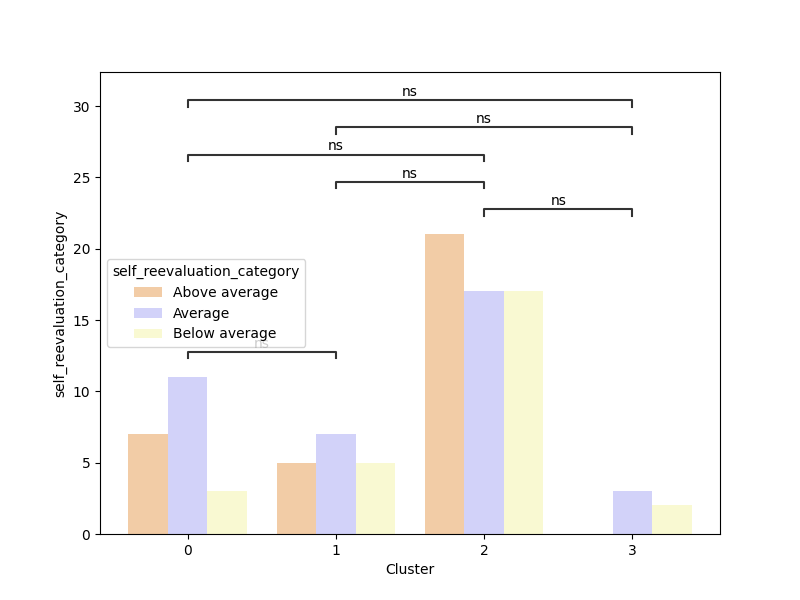 ns
ns
ns
ns
ns
self_reevaluation_category
Above average
Average
Below average
ns
30
25
20
15
10
5
0
self_reevaluation_category
0 1 2 3
Cluster